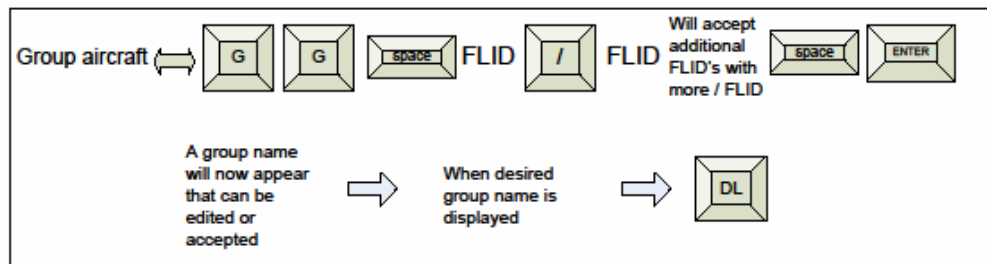 Group aircraft G G space FLID / FLID Will accept additional FLID's with more / FLID space ENTER
A group name will now appear that can be edited or accepted
When desired group name is displayed
DL